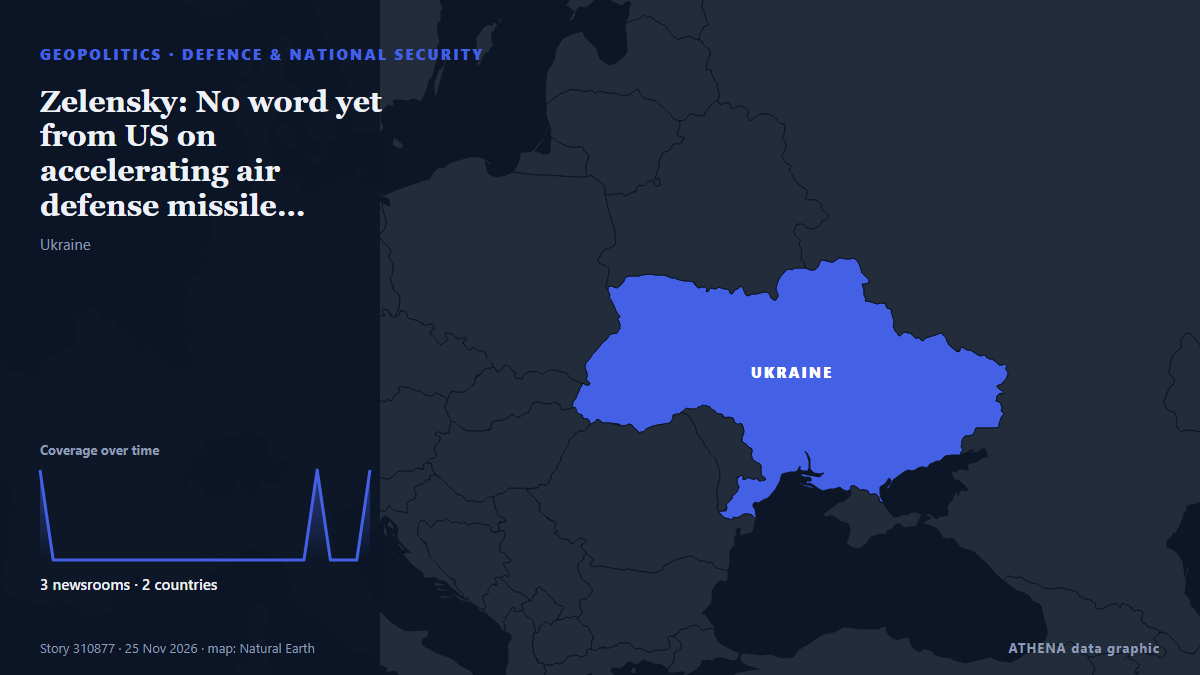 GEOPOLITICS · DEFENCE & NATIONAL SECURITY
Zelensky: No word yet
from US on
accelerating air
defense missile...
Ukraine
UKRAINE
Coverage over time
3 newsrooms · 2 countries
Story 310877 · 25 Nov 2026 · map: Natural Earth
ATHENA data graphic